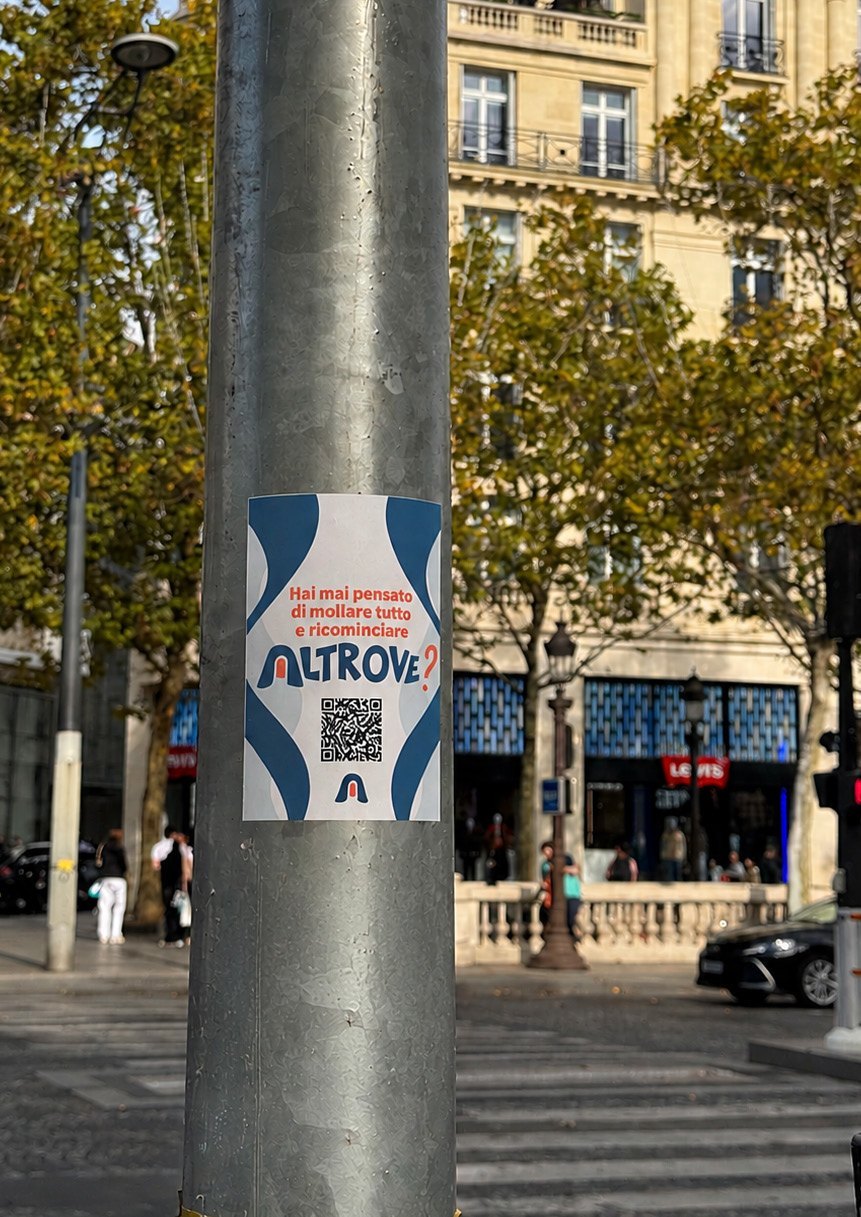 Hai mai pensato
di mollare tutto
e ricominciare
ALTROVE?
LEVI'S